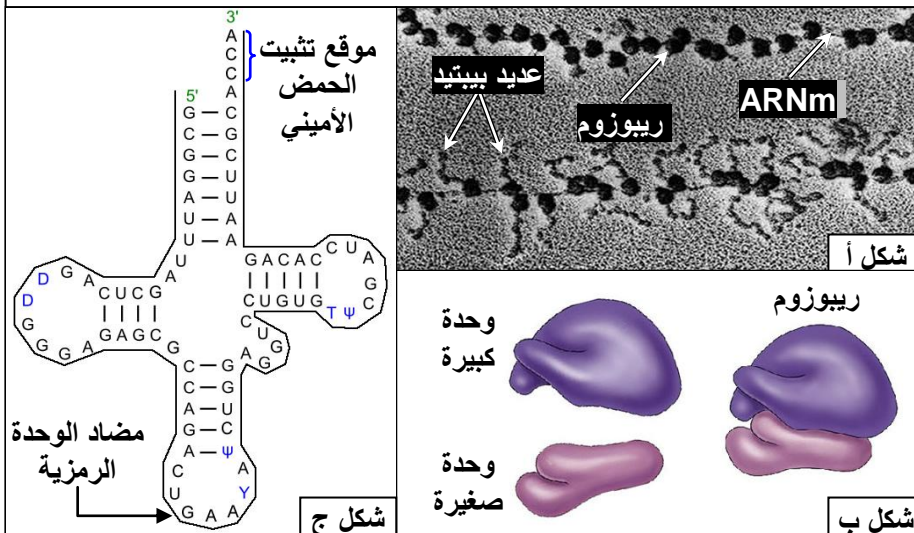 3'
A
C
C
A
5'
G — C
C — G
G — C
G — U
A — U
U — A
U — A
موقع تثبيت
الحمض
الأميني
U
A
D
D
G
A
C U C G
G
G
G
A
G A G C
G
G A C A C
C
U
A
G
C
C U G U G
T Ψ
C
U
G
G
A
C — G
C — G
A — U
G — C
A — Ψ
C
A
U
Y
G
A
A
A
مضاد الوحدة
الرمزية
شكل ج
عديد بيبتيد
ريبوزوم
ARNm
شكل أ
وحدة
كبيرة
ريبوزوم
وحدة
صغيرة
شكل ب